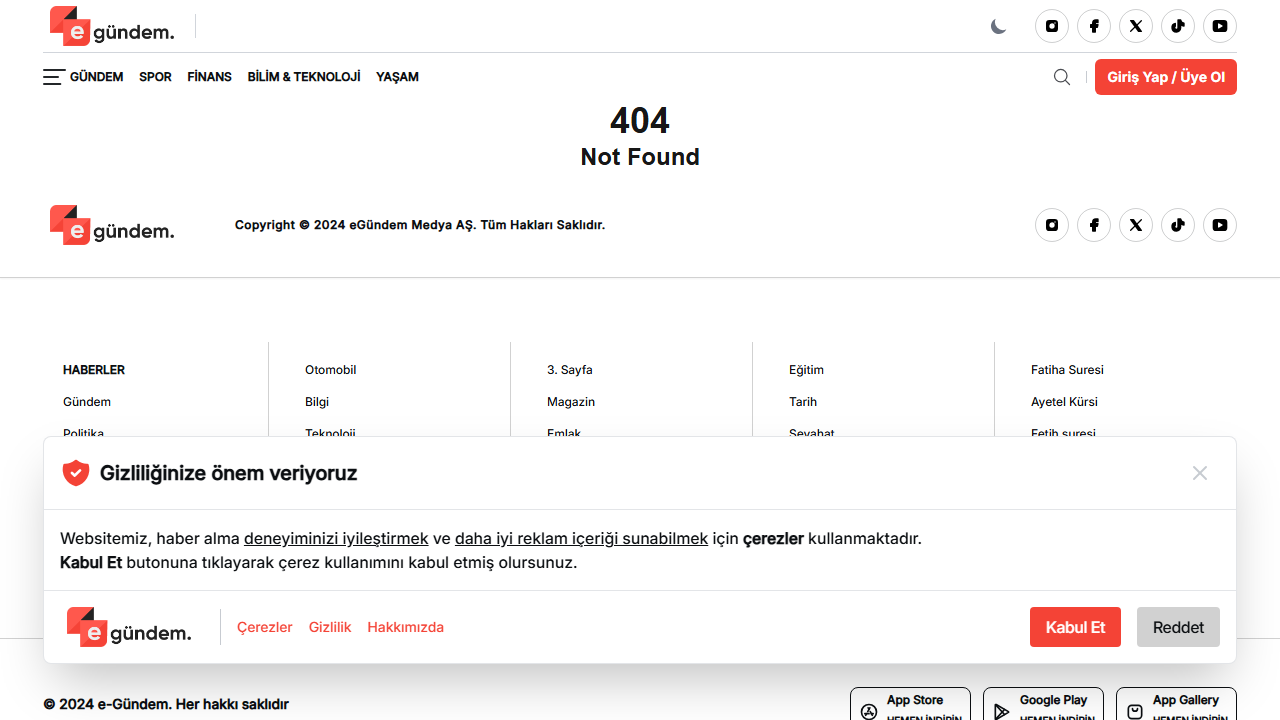 e gündem.
GÜNDEM SPOR FİNANS BİLİM & TEKNOLOJİ YAŞAM
Giriş Yap / Üye Ol
404
Not Found
e gündem.
Copyright © 2024 eGündem Medya AŞ. Tüm Hakları Saklıdır.
HABERLER Otomobil 3. Sayfa Eğitim Fatiha Suresi
Gündem Bilgi Magazin Tarih Ayetel Kürsi
Politika Teknoloji Emlak Seyahat Fetih suresi
Gizliliğinize önem veriyoruz
Websitemiz, haber alma deneyiminizi iyileştirmek ve daha iyi reklam içeriği sunabilmek için çerezler kullanmaktadır.
Kabul Et butonuna tıklayarak çerez kullanımını kabul etmiş olursunuz.
e gündem.
Çerezler Gizlilik Hakkımızda
Kabul Et Reddet
© 2024 e-Gündem. Her hakkı saklıdır
App Store Google Play App Gallery
HEMEN İNDİRİN HEMEN İNDİRİN HEMEN İNDİRİN